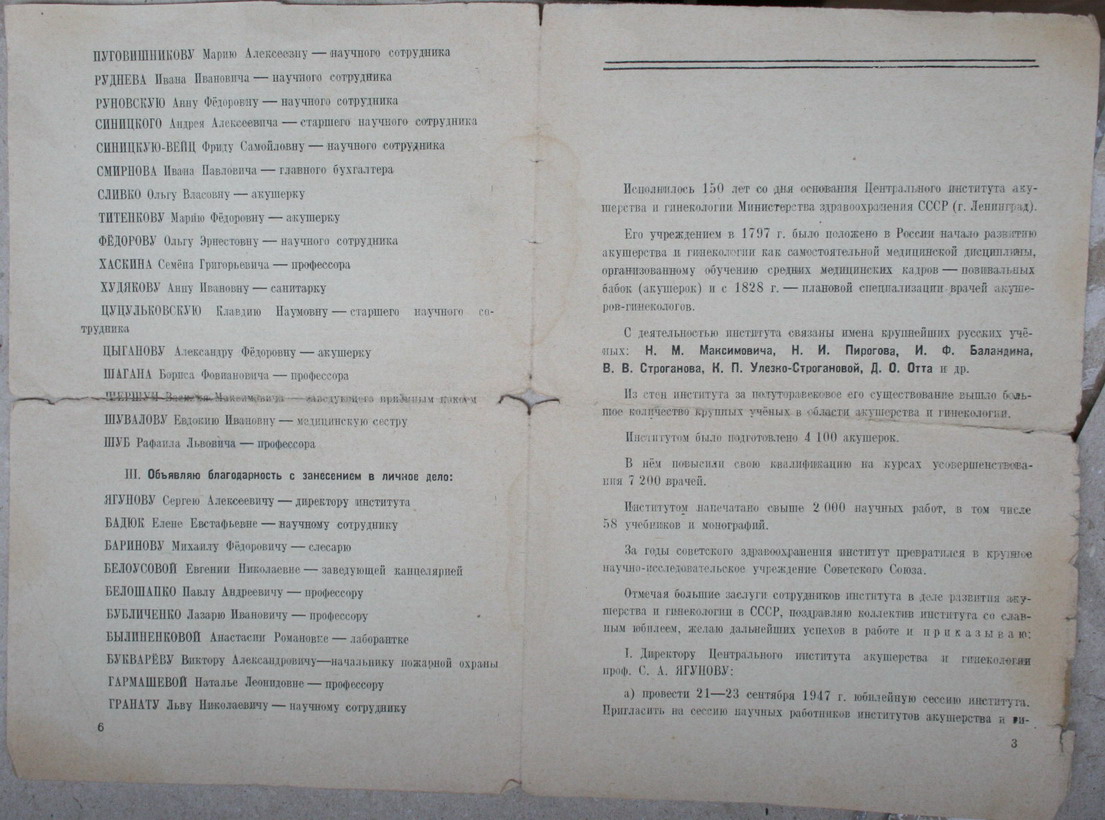 ПУГОВИШНИКОВУ Марию Алексеевну — научного сотрудника
РУДНЕВА Ивана Ивановича — научного сотрудника
РУНОВСКУЮ Анну Фёдоровну — научного сотрудника
СИНИЦКОГО Андрея Алексеевича — старшего научного сотрудника
СИНИЦКУЮ-ВЕЙЦ Фриду Самойловну — научного сотрудника
СМИРНОВА Ивана Павловича — главного бухгалтера
СЛИВКО Ольгу Власовну — акушерку
ТИТЕНКОВУ Марию Фёдоровну — акушерку
ФЁДОРОВУ Ольгу Эрнестовну — научного сотрудника
ХАСКИНА Семёна Григорьевича — профессора
ХУДЯКОВУ Анну Ивановну — санитарку
ЦУЦУЛЬКОВСКУЮ Клавдию Наумовну — старшего научного со-
трудника
ЦЫГАНОВУ Александру Фёдоровну — акушерку
ШАГАНА Бориса Фовиановича — профессора
Максимовича — заведующего приёмным покоем
ШУВАЛОВУ Евдокию Ивановну — медицинскую сестру
ШУБ Рафаила Львовича — профессора
III. Объявляю благодарность с занесением в личное дело:
ЯГУНОВУ Сергею Алексеевичу — директору института
БАДЮК Елене Евстафьевне — научному сотруднику
БАРИНОВУ Михаилу Фёдоровичу — слесарю
БЕЛОУСОВОЙ Евгении Николаевне — заведующей канцелярией
БЕЛОШАПКО Павлу Андреевичу — профессору
БУБЛИЧЕНКО Лазарю Ивановичу — профессору
БЫЛИНЕНКОВОЙ Анастасии Романовне — лаборантке
БУКВАРЁВУ Виктору Александровичу—начальнику пожарной охраны
ГАРМАШЕВОЙ Наталье Леонидовне — профессору
ГРАНАТУ Льву Николаевичу — научному сотруднику
6
Исполнилось 150 лет со дня основания Центрального института аку-
шерства и гинекологии Министерства здравоохранения СССР (г. Ленинград).
Его учреждением в 1797 г. было положено в России начало развитию
акушерства и гинекологии как самостоятельной медицинской дисциплины,
организованному обучению средних медицинских кадров — повивальных
бабок (акушерок) и с 1828 г. — плановой специализации врачей акуше-
ров-гинекологов.
С деятельностью института связаны имена крупнейших русских учё-
ных: Н. М. Максимовича, Н. И. Пирогова, И. Ф. Баландина,
В. В. Строганова, К. П. Улезко-Строгановой, Д. О. Отта и др.
Из стен института за полуторавековое его существование вышло боль-
шое количество крупных учёных в области акушерства и гинекологии.
Институтом было подготовлено 4 100 акушерок.
В нём повысили свою квалификацию на курсах усовершенствова-
ния 7 200 врачей.
Институтом напечатано свыше 2 000 научных работ, в том числе
58 учебников и монографий.
За годы советского здравоохранения институт превратился в крупное
научно-исследовательское учреждение Советского Союза.
Отмечая большие заслуги сотрудников института в деле развития аку-
шерства и гинекологии в СССР, поздравляю коллектив института со слав-
ным юбилеем, желаю дальнейших успехов в работе и приказываю:
I. Директору Центрального института акушерства и гинекологии
проф. С. А. ЯГУНОВУ:
а) провести 21—23 сентября 1947 г. юбилейную сессию института.
Пригласить на сессию научных работников институтов акушерства и ги-
3